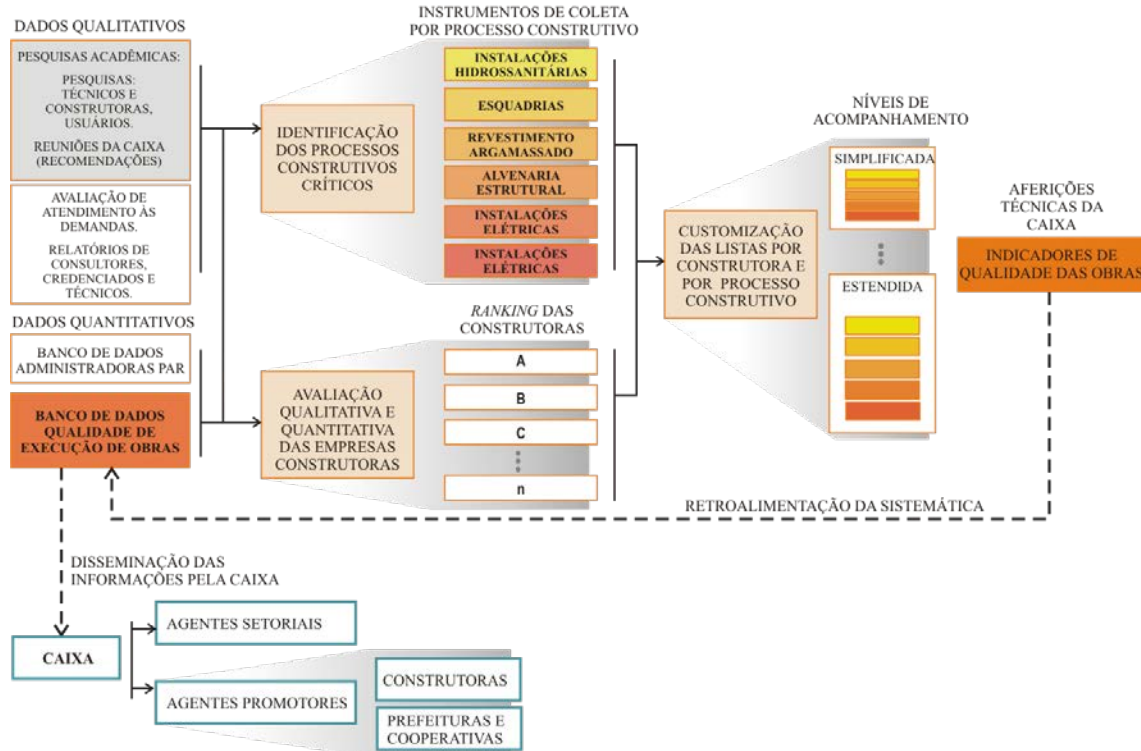 DADOS QUALITATIVOS
PESQUISAS ACADÊMICAS:
PESQUISAS:
TÉCNICOS E
CONSTRUTORAS,
USUÁRIOS.
REUNIÕES DA CAIXA
(RECOMENDAÇÕES)
AVALIAÇÃO DE
ATENDIMENTO ÀS
DEMANDAS.
RELATÓRIOS DE
CONSULTORES,
CREDENCIADOS E
TÉCNICOS.
DADOS QUANTITATIVOS
BANCO DE DADOS
ADMINISTRADORAS PAR
BANCO DE DADOS
QUALIDADE DE
EXECUÇÃO DE OBRAS
IDENTIFICAÇÃO
DOS PROCESSOS
CONSTRUTIVOS
CRÍTICOS
AVALIAÇÃO
QUALITATIVA E
QUANTITATIVA
DAS EMPRESAS
CONSTRUTORAS
INSTRUMENTOS DE COLETA
POR PROCESSO CONSTRUTIVO
INSTALAÇÕES
HIDROSSANITÁRIAS
ESQUADRIAS
REVESTIMENTO
ARGAMASSADO
ALVENARIA
ESTRUTURAL
INSTALAÇÕES
ELÉTRICAS
INSTALAÇÕES
ELÉTRICAS
RANKING DAS
CONSTRUTORAS
A
B
C
n
CUSTOMIZAÇÃO
DAS LISTAS POR
CONSTRUTORA E
POR PROCESSO
CONSTRUTIVO
NÍVEIS DE
ACOMPANHAMENTO
SIMPLIFICADA
ESTENDIDA
AFERIÇÕES
TÉCNICAS DA
CAIXA
INDICADORES DE
QUALIDADE DAS OBRAS
RETROALIMENTAÇÃO DA SISTEMÁTICA
DISSEMINAÇÃO DAS
INFORMAÇÕES PELA CAIXA
CAIXA
AGENTES SETORIAIS
AGENTES PROMOTORES
CONSTRUTORAS
PREFEITURAS E
COOPERATIVAS